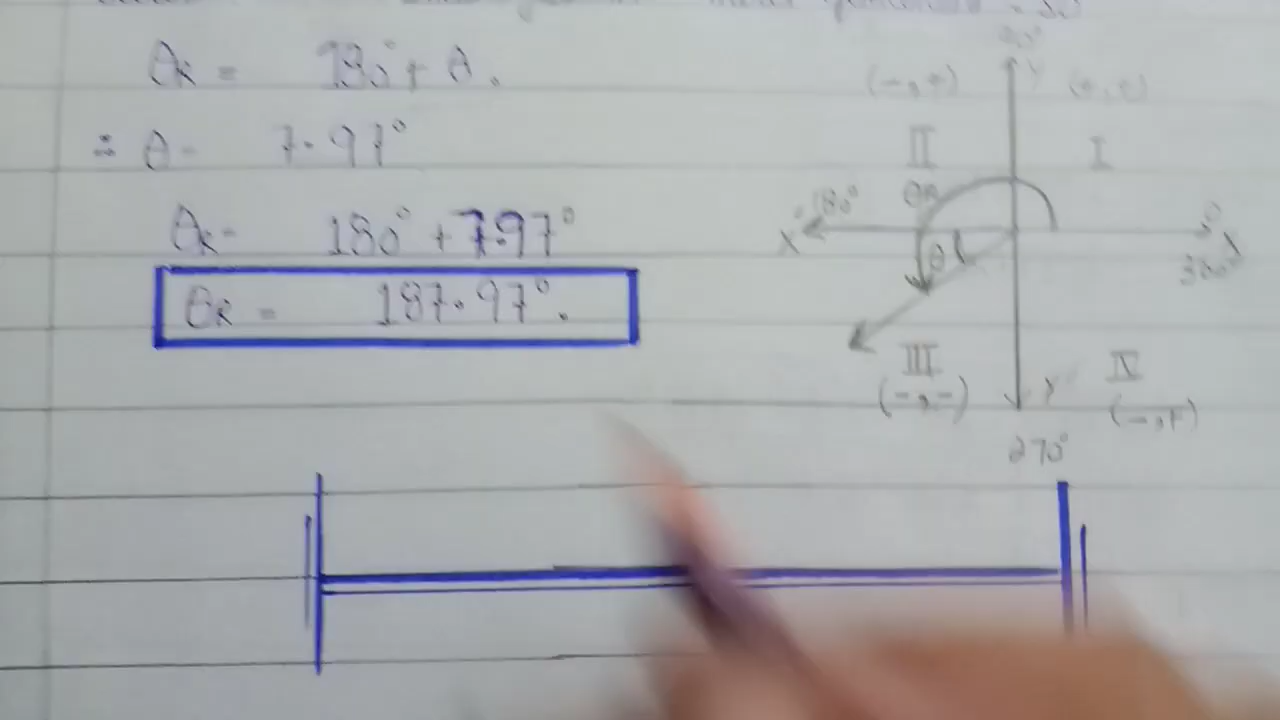 θR = 180° + θ.
∴ θ = 7.97°
θR = 180° + 7.97°
θR = 187.97°.
90°
Y
(-,+)
(+,+)
II
I
180°
θR
0°
X'
θ
X
360°
III
IV
(-,-)
Y'
(-,+)
270°